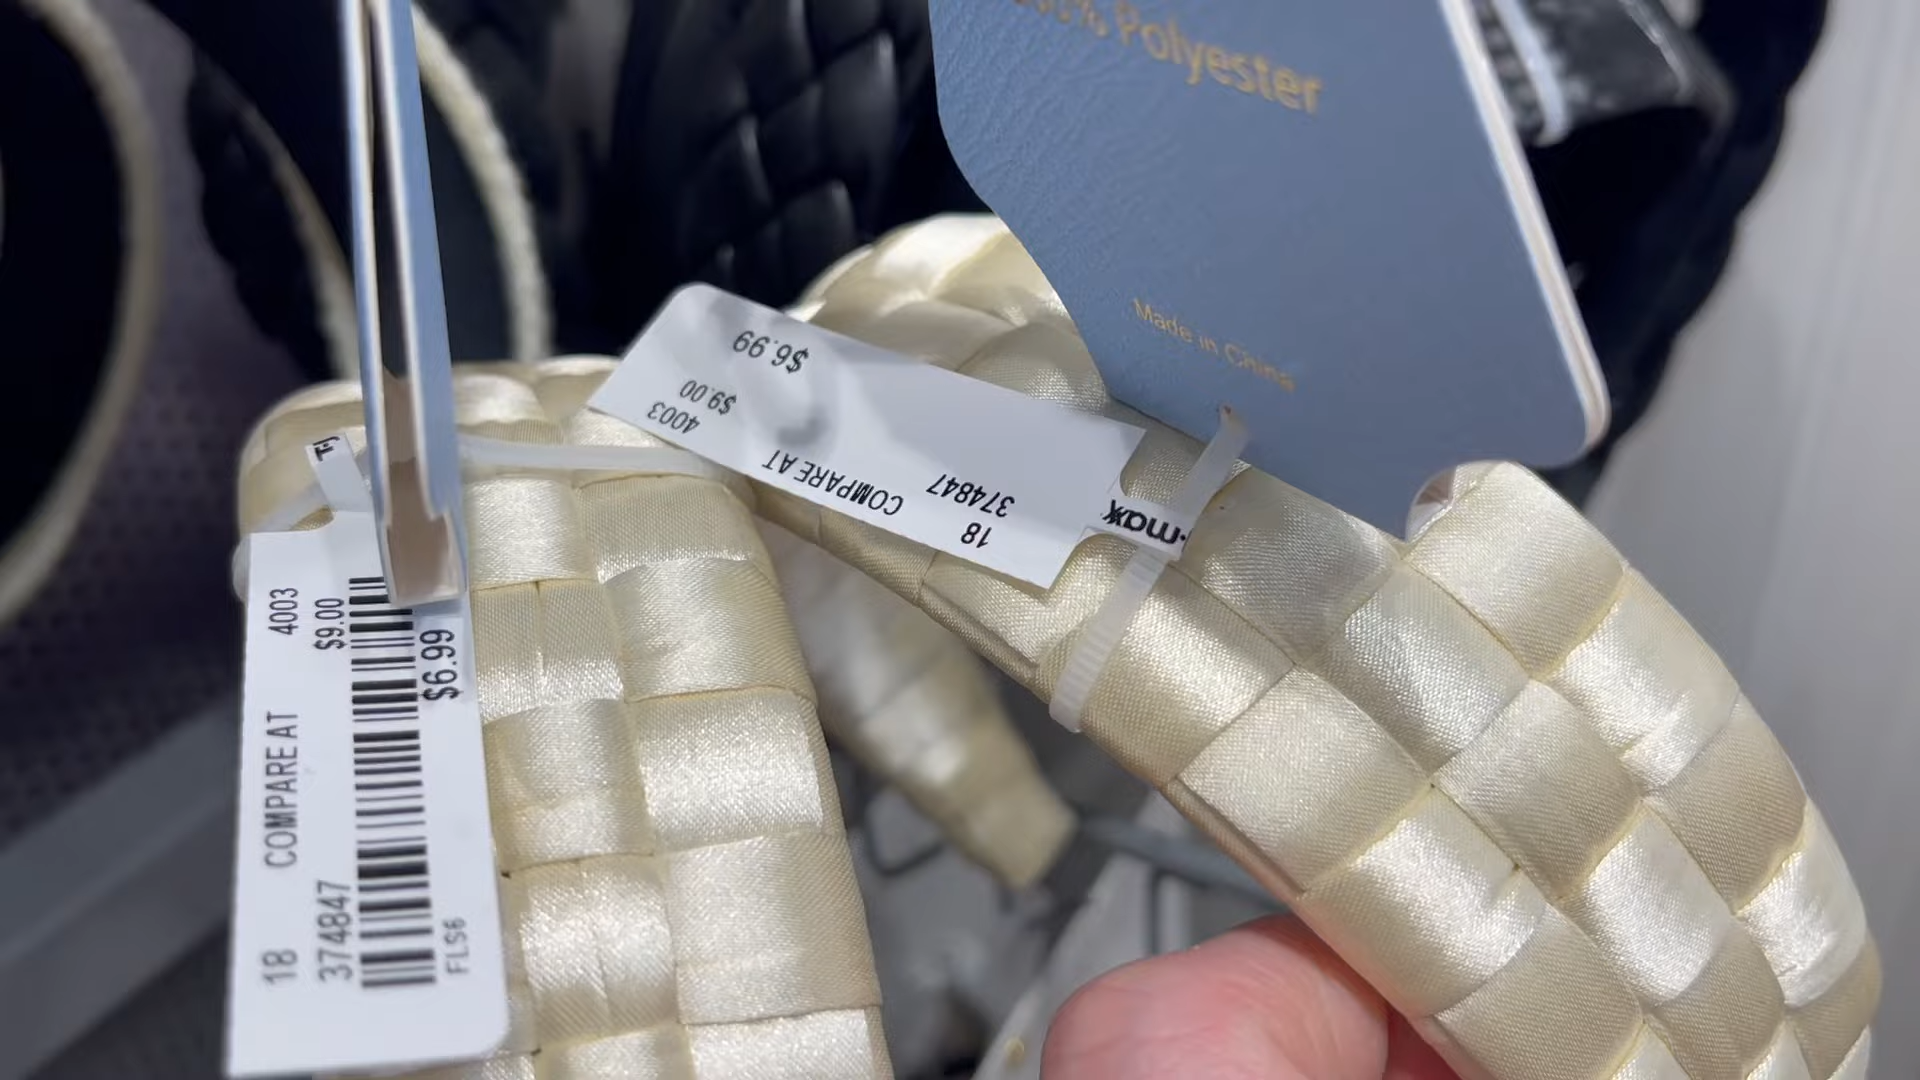 Polyester
Made in China
18
374847
COMPARE AT
4003
$9.00
$6.99
T·J
18
COMPARE AT
4003
374847
$9.00
$6.99
FLS6